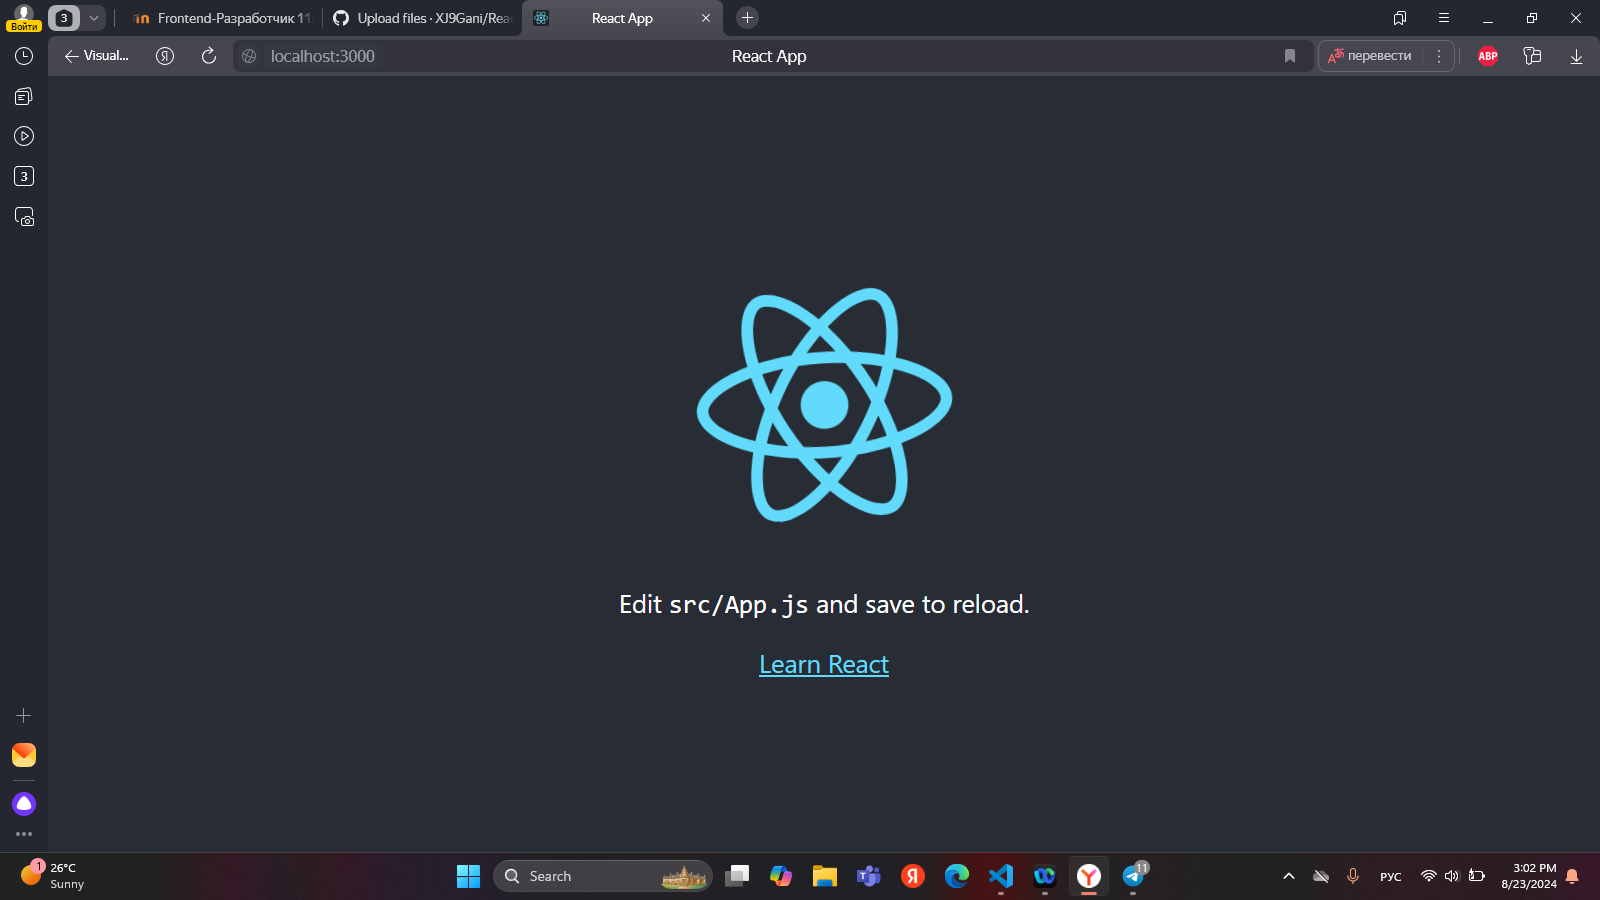 Войти
3
Frontend-Разработчик 11
Upload files · XJ9Gani/Reac
React App
Visual...
Я
localhost:3000
React App
перевести
ABP
3
Edit src/App.js and save to reload.
Learn React
1
26°C
Sunny
Search
Я
Y
11
РУС
3:02 PM
8/23/2024